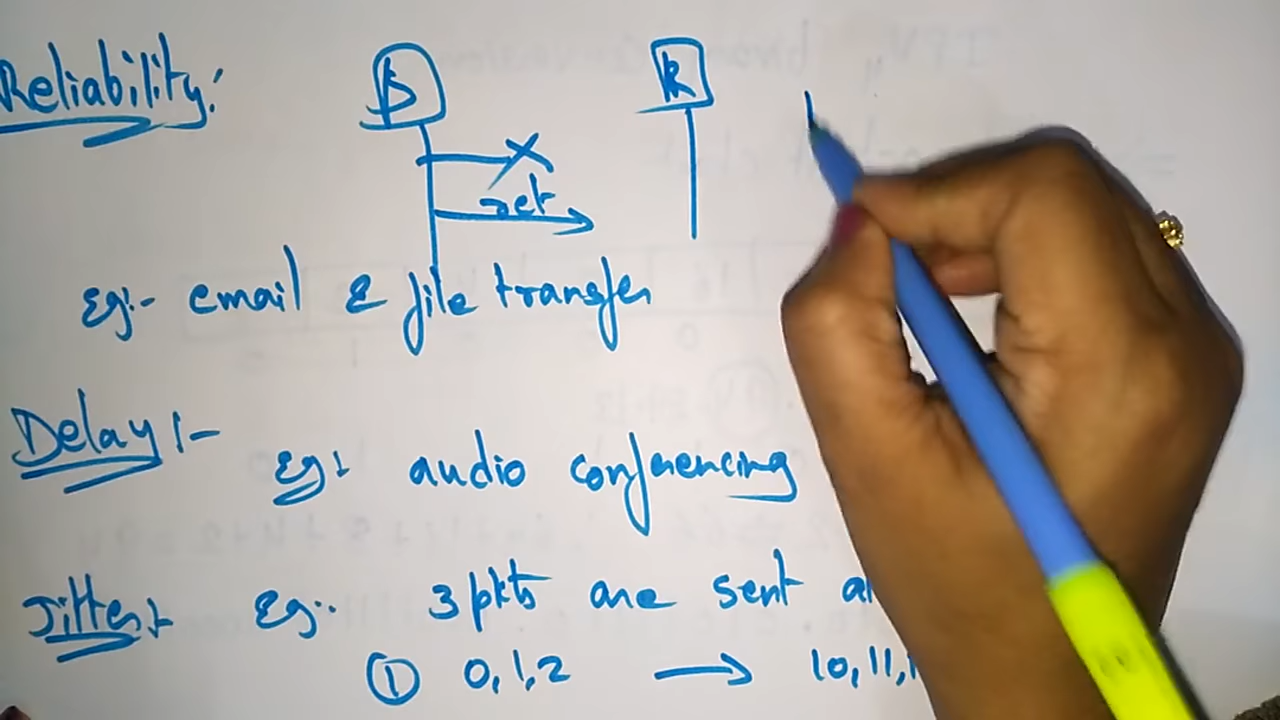 Reliability:
S R
ret
Eg:- email & file transfer
Delay:-
Eg: audio conferencing
Jitter:
Eg:- 3 pkts are sent
① 0,1,2 → 10, 11,